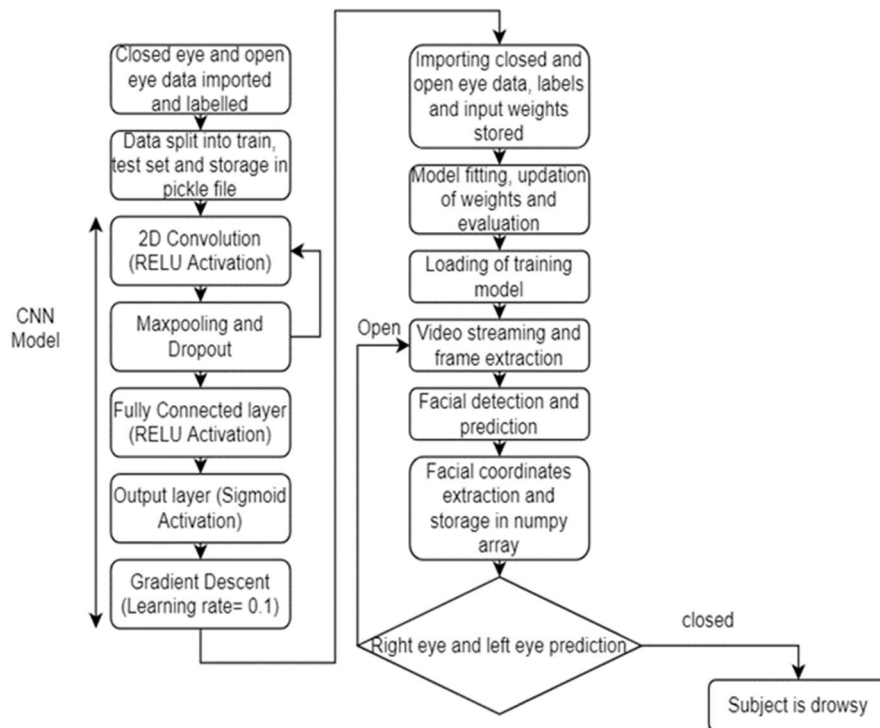 Closed eye and open
eye data imported
and labelled
Data split into train,
test set and storage in
pickle file
CNN
Model
2D Convolution
(RELU Activation)
Maxpooling and
Dropout
Fully Connected layer
(RELU Activation)
Output layer (Sigmoid
Activation)
Gradient Descent
(Learning rate= 0.1)
Importing closed and
open eye data, labels
and input weights
stored
Model fitting, updation
of weights and
evaluation
Loading of training
model
Open
Video streaming and
frame extraction
Facial detection and
prediction
Facial coordinates
extraction and
storage in numpy
array
Right eye and left eye prediction
closed
Subject is drowsy